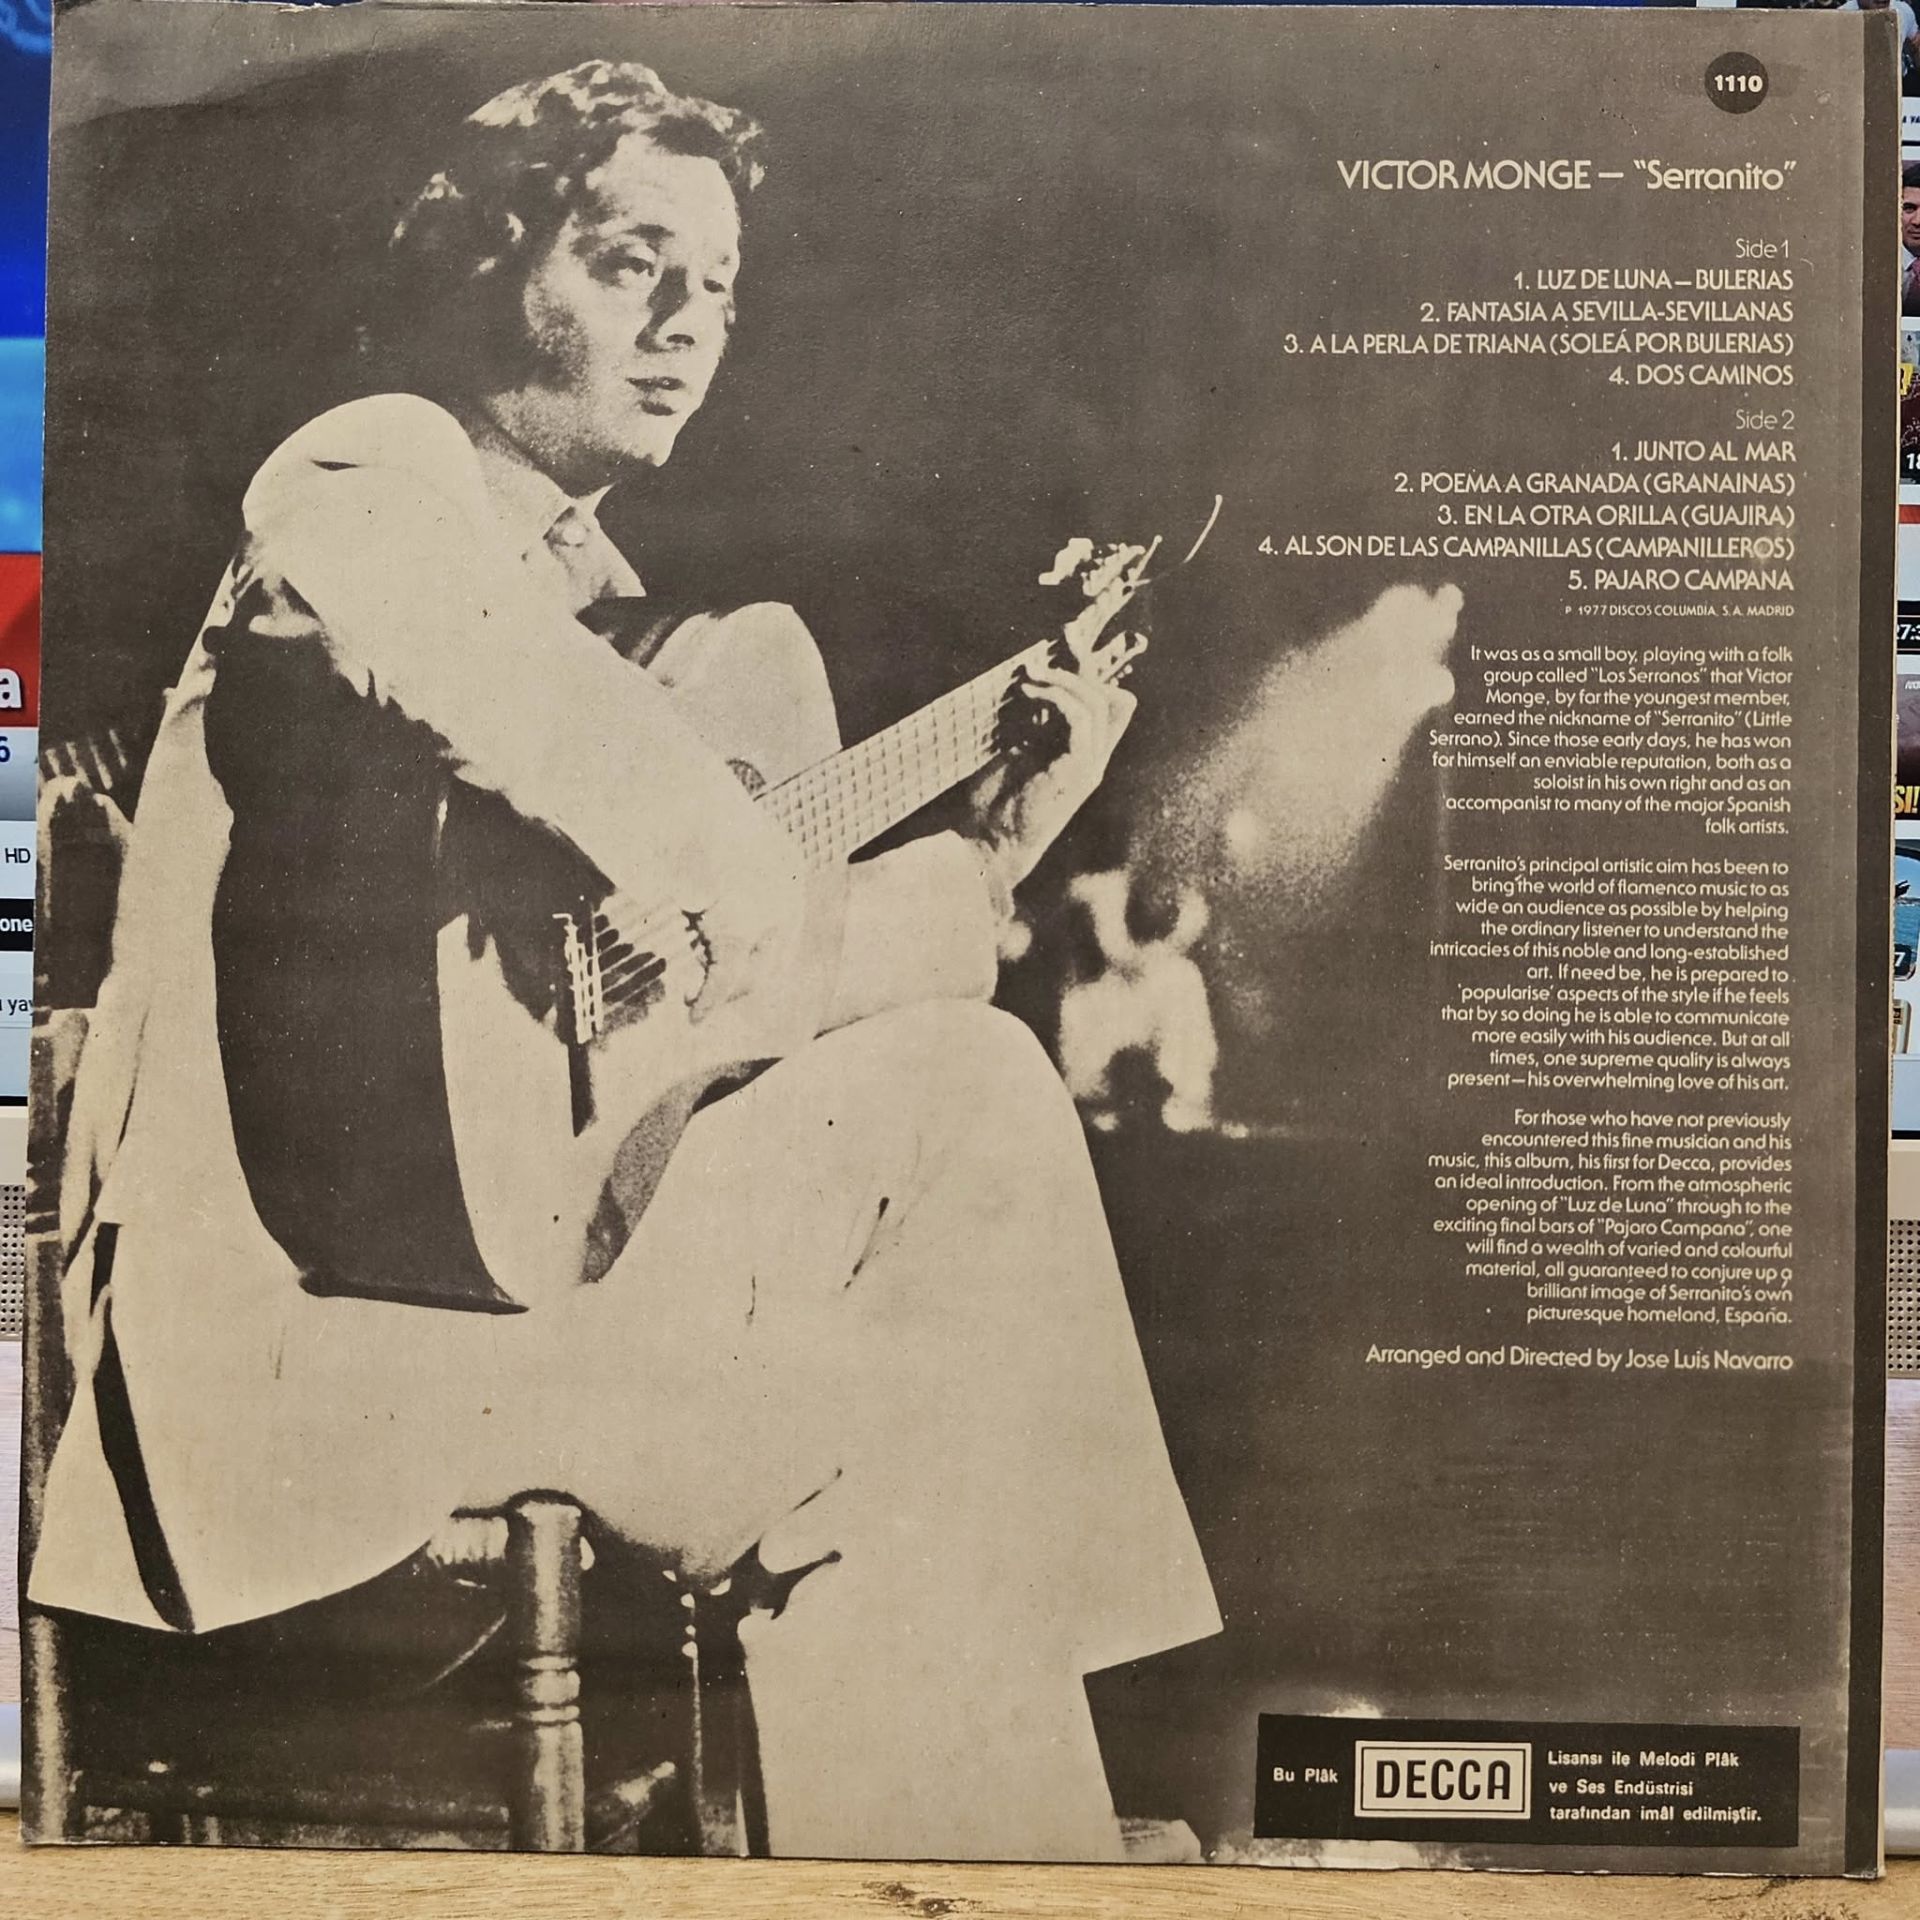 1110
VICTOR MONGE – "Serranito"
Side 1
1. LUZ DE LUNA – BULERIAS
2. FANTASIA A SEVILLA-SEVILLANAS
3. A LA PERLA DE TRIANA (SOLEÁ POR BULERIAS)
4. DOS CAMINOS
Side 2
1. JUNTO AL MAR
2. POEMA A GRANADA (GRANAINAS)
3. EN LA OTRA ORILLA (GUAJIRA)
4. AL SON DE LAS CAMPANILLAS (CAMPANILLEROS)
5. PAJARO CAMPANA
P 1977 DISCOS COLUMBIA, S.A. MADRID
It was as a small boy, playing with a folk
group called "Los Serranos" that Victor
Monge, by far the youngest member,
earned the nickname of "Serranito" (Little
Serrano). Since those early days, he has won
for himself an enviable reputation, both as a
soloist in his own right and as an
accompanist to many of the major Spanish
folk artists.
Serranito's principal artistic aim has been to
bring the world of flamenco music to as
wide an audience as possible by helping
the ordinary listener to understand the
intricacies of this noble and long-established
art. If need be, he is prepared to
'popularise' aspects of the style if he feels
that by so doing he is able to communicate
more easily with his audience. But at all
times, one supreme quality is always
present – his overwhelming love of his art.
For those who have not previously
encountered this fine musician and his
music, this album, his first for Decca, provides
an ideal introduction. From the atmospheric
opening of "Luz de Luna" through to the
exciting final bars of "Pajaro Campana", one
will find a wealth of varied and colourful
material, all guaranteed to conjure up a
brilliant image of Serranito's own
picturesque homeland, España.
Arranged and Directed by Jose Luis Navarro
Bu Plâk
DECCA
Lisansı ile Melodi Plâk
ve Ses Endüstrisi
tarafından imâl edilmiştir.
a
6
HD
one